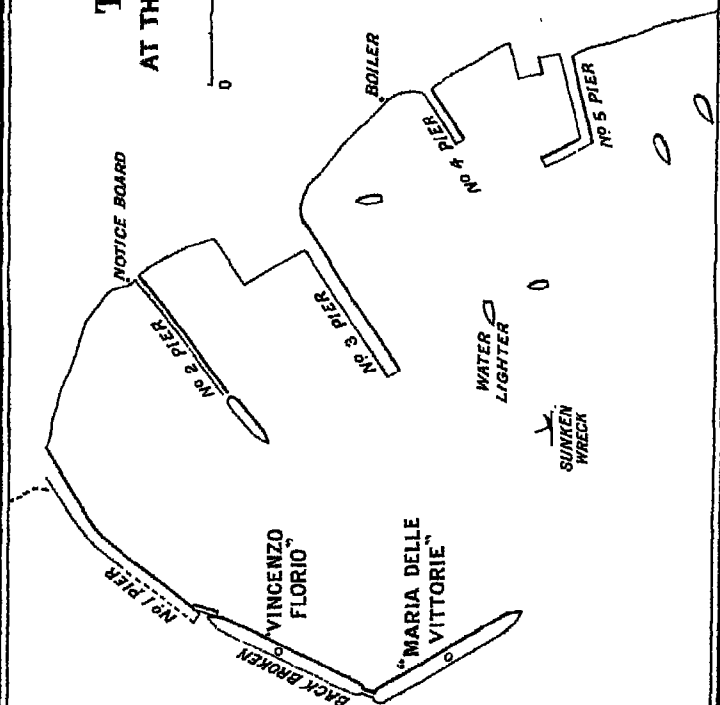 T
AT TH
0
NOTICE BOARD
BOILER
Nº 1 PIER
Nº 2 PIER
Nº 3 PIER
Nº 4 PIER
Nº 5 PIER
"VINCENZO
FLORIO"
BACK BROKEN
"MARIA DELLE
VITTORIE"
WATER
LIGHTER
SUNKEN
WRECK